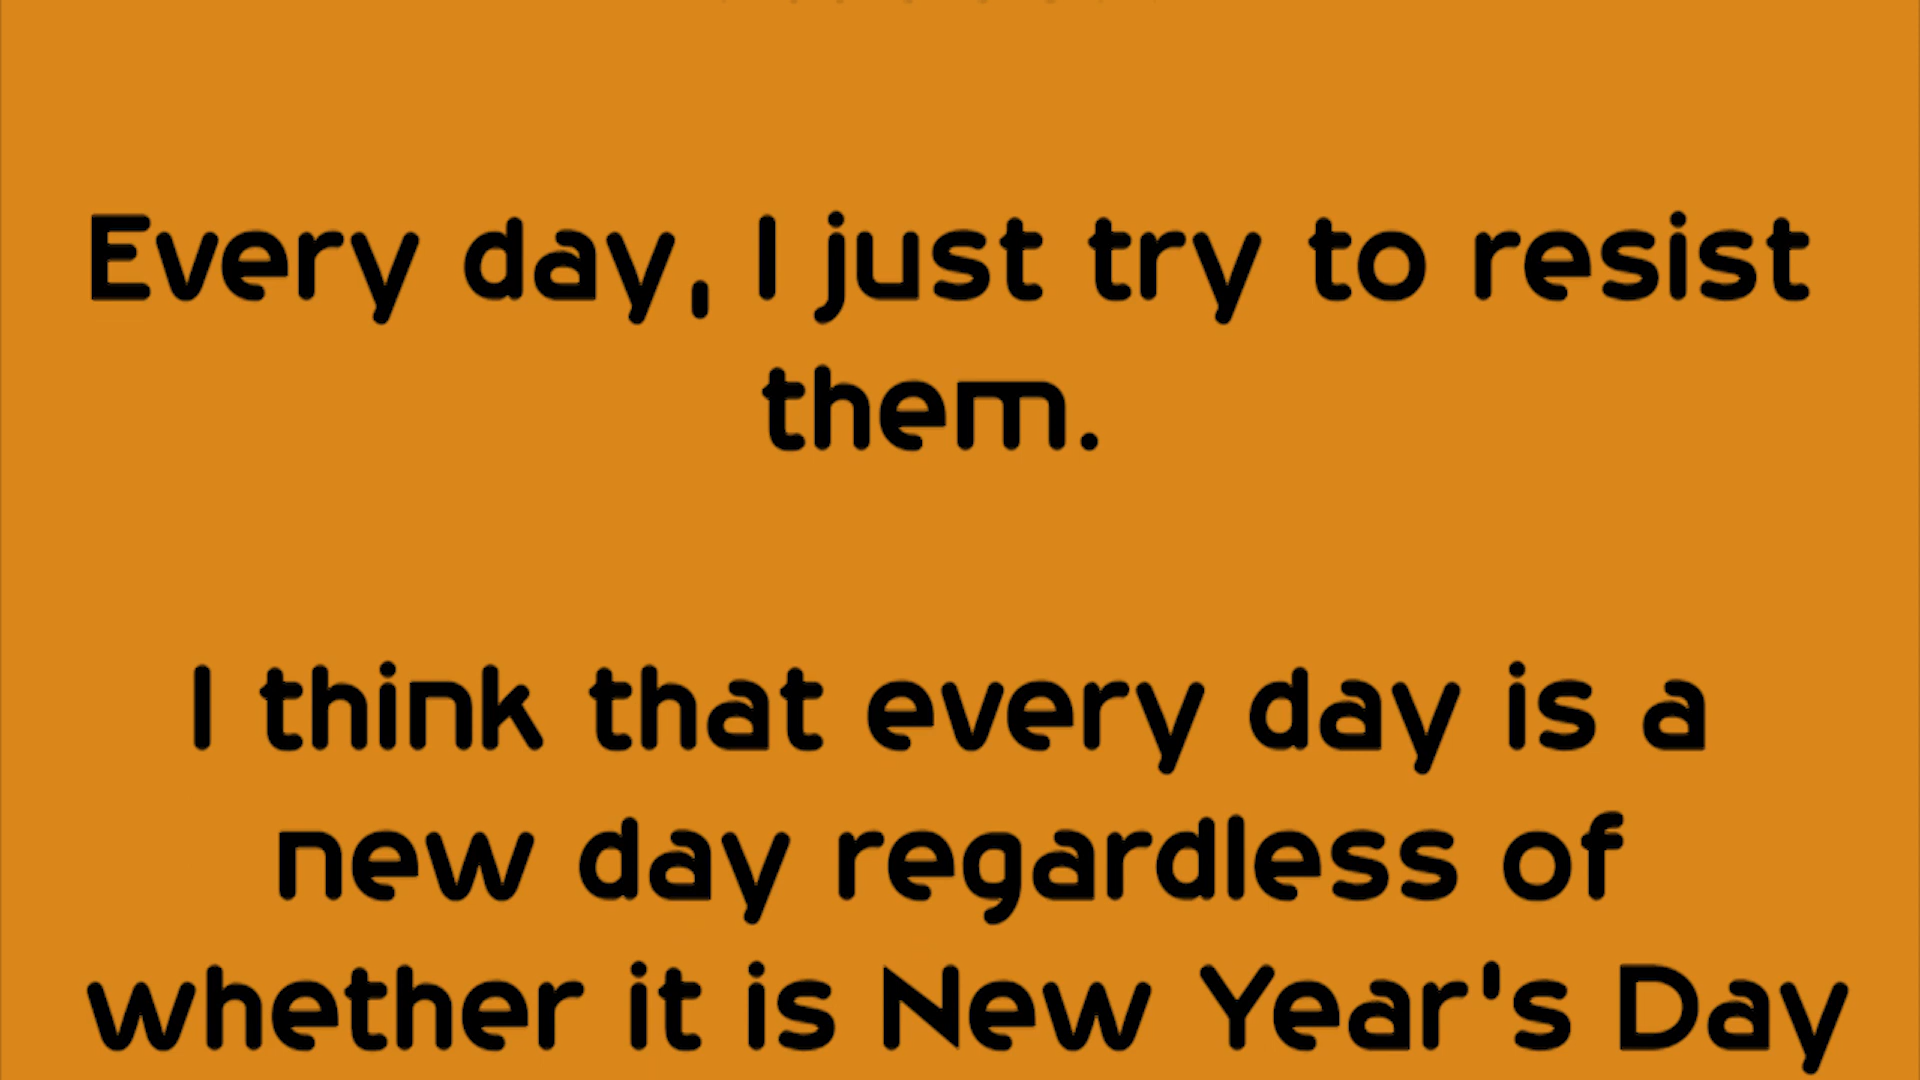 Every day, I just try to resist
them.
I think that every day is a
new day regardless of
whether it is New Year's Day